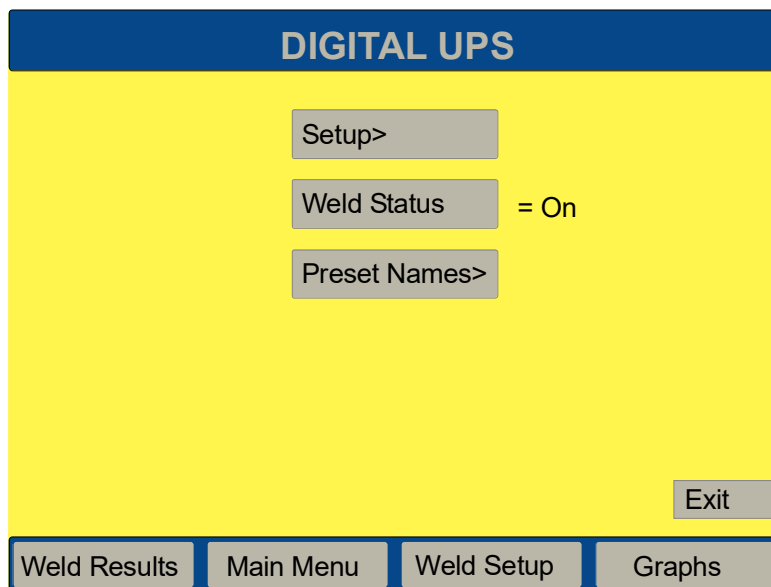 DIGITAL UPS
Setup>
Weld Status = On
Preset Names>
Exit
Weld Results Main Menu Weld Setup Graphs